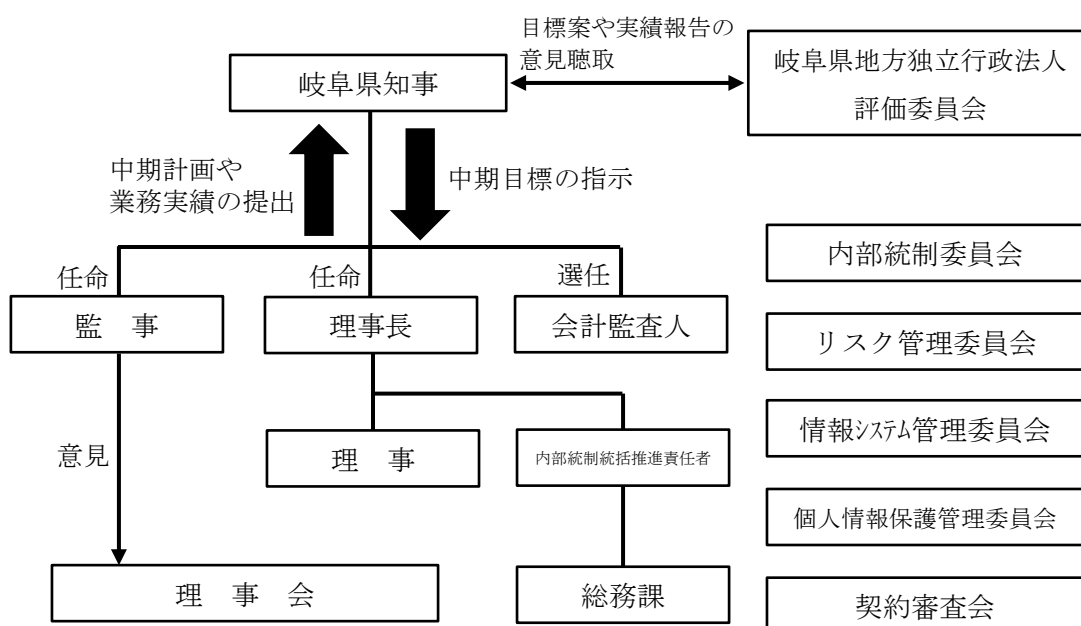 目標案や実績報告の
意見聴取
岐阜県知事
岐阜県地方独立行政法人
評価委員会
中期計画や
業務実績の提出
中期目標の指示
内部統制委員会
任命
任命
選任
監　事
理事長
会計監査人
リスク管理委員会
情報ｼｽﾃﾑ管理委員会
意見
理　事
内部統制統括推進責任者
個人情報保護管理委員会
理　事　会
総務課
契約審査会